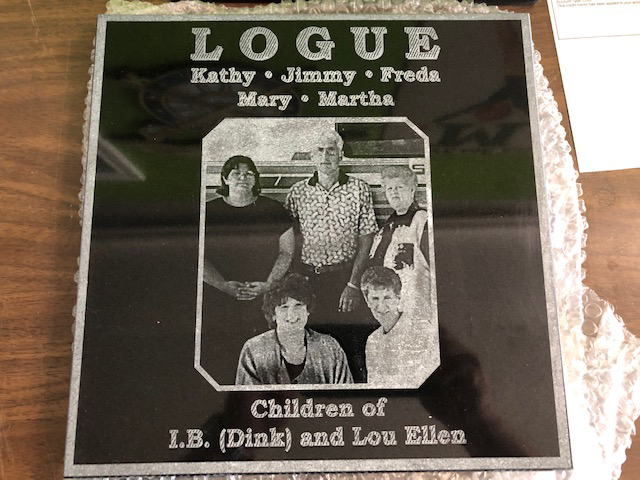 LOGUE
Kathy • Jimmy • Freda
Mary • Martha
Children of
I.B. (Dink) and Lou Ellen